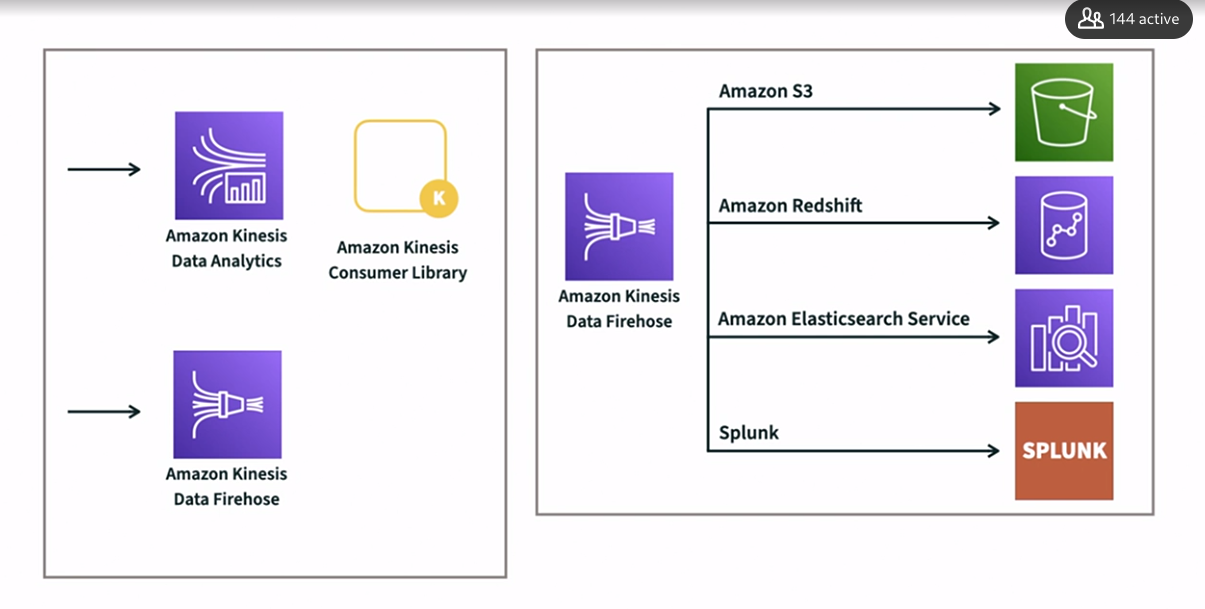 144 active
Amazon Kinesis
Data Analytics
K
Amazon Kinesis
Consumer Library
Amazon Kinesis
Data Firehose
Amazon Kinesis
Data Firehose
Amazon S3
Amazon Redshift
Amazon Elasticsearch Service
Splunk
SPLUNK